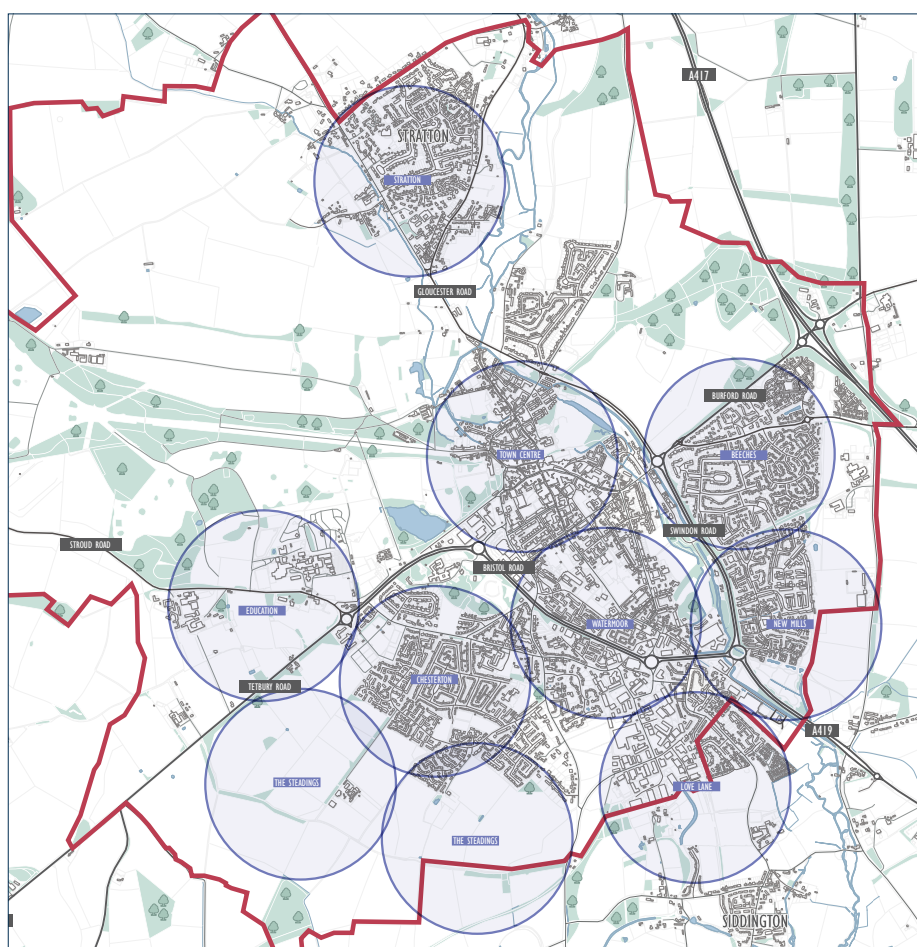 A417
STRATTON
STRATTON
GLOUCESTER ROAD
BURFORD ROAD
TOWN CENTRE
BEECHES
SWINDON ROAD
STROUD ROAD
BRISTOL ROAD
EDUCATION
WATERMOOR
NEW MILLS
CHESTERTON
TETBURY ROAD
A419
THE STEADINGS
LOVE LANE
THE STEADINGS
SIDDINGTON